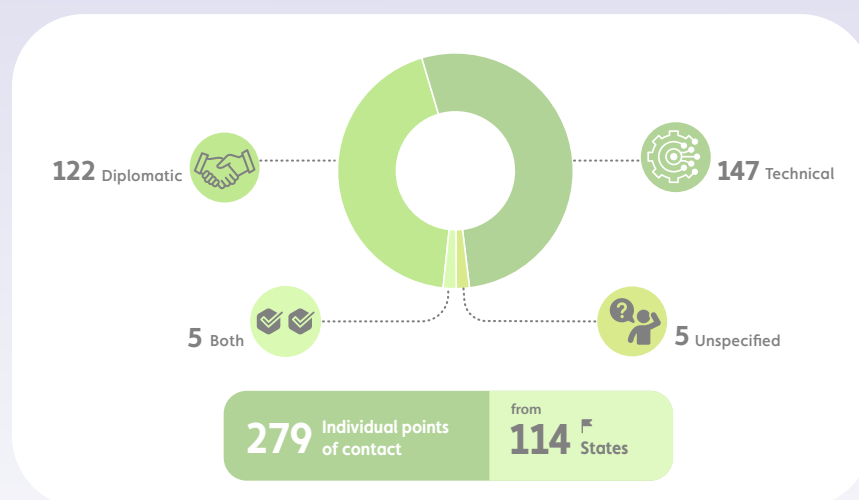 122 Diplomatic
147 Technical
5 Both
?
5 Unspecified
279 Individual points
of contact
from
114 States